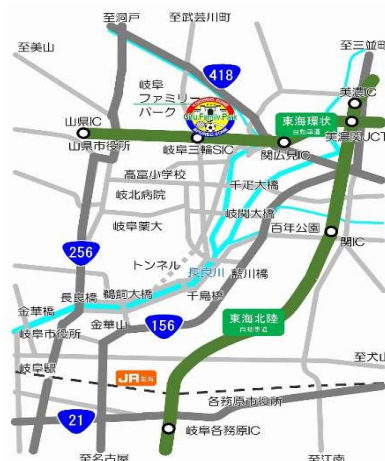 至洞戸
至武芸川町
至美山
至三並町
418
美濃IC
岐阜
ファミリー
パーク
山県IC
東海環状
自動車道
山県市役所
岐阜三輪SIC
関広見IC
美濃関JCT
高富小学校
千疋大橋
岐北病院
岐関大橋
岐阜薬大
百年公園
関IC
256
トンネル
長良川
藍川橋
長良橋
鵜飼大橋
千鳥橋
金華橋
金華山
156
岐阜市役所
東海北陸
自動車道
至犬山
岐阜駅
JR東海
21
各務原市役所
岐阜各務原IC
至名古屋
至江南